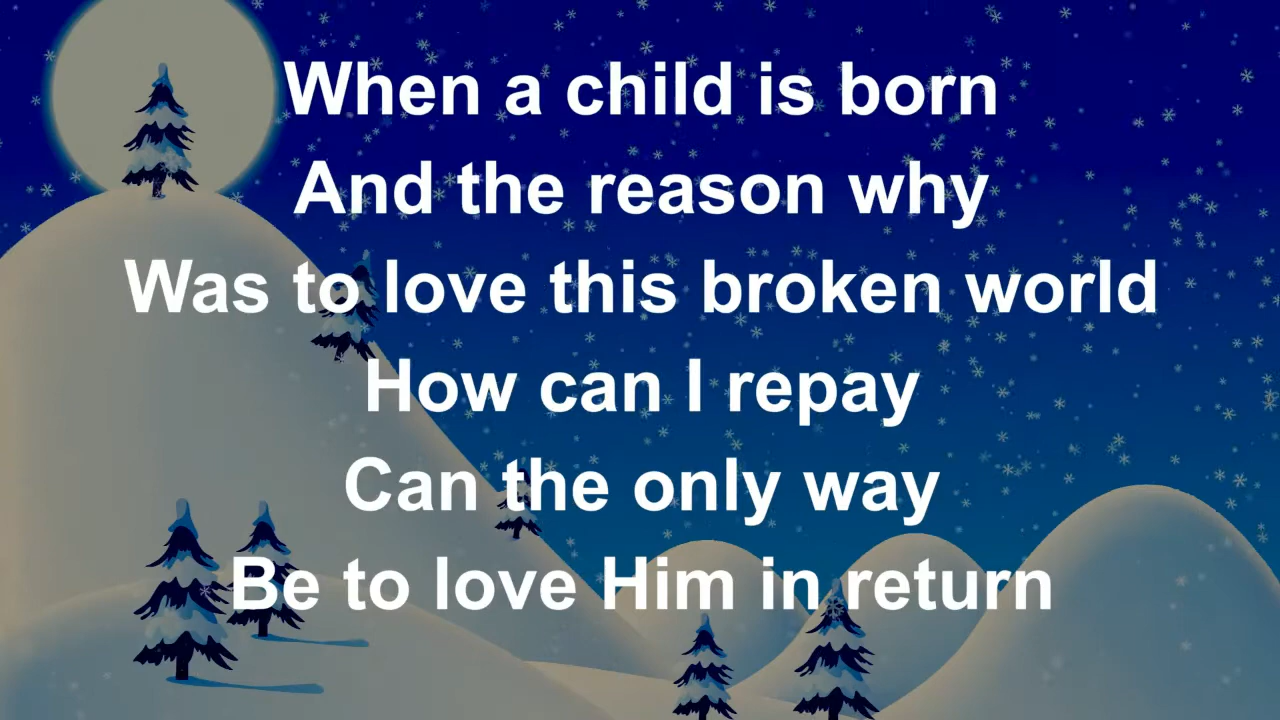 When a child is born
And the reason why
Was to love this broken world
How can I repay
Can the only way
Be to love Him in return